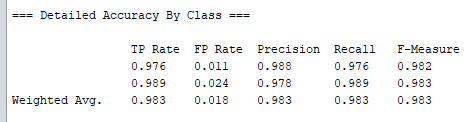 === Detailed Accuracy By Class ===
TP Rate FP Rate Precision Recall F-Measure
0.976 0.011 0.988 0.976 0.982
0.989 0.024 0.978 0.989 0.983
Weighted Avg. 0.983 0.018 0.983 0.983 0.983